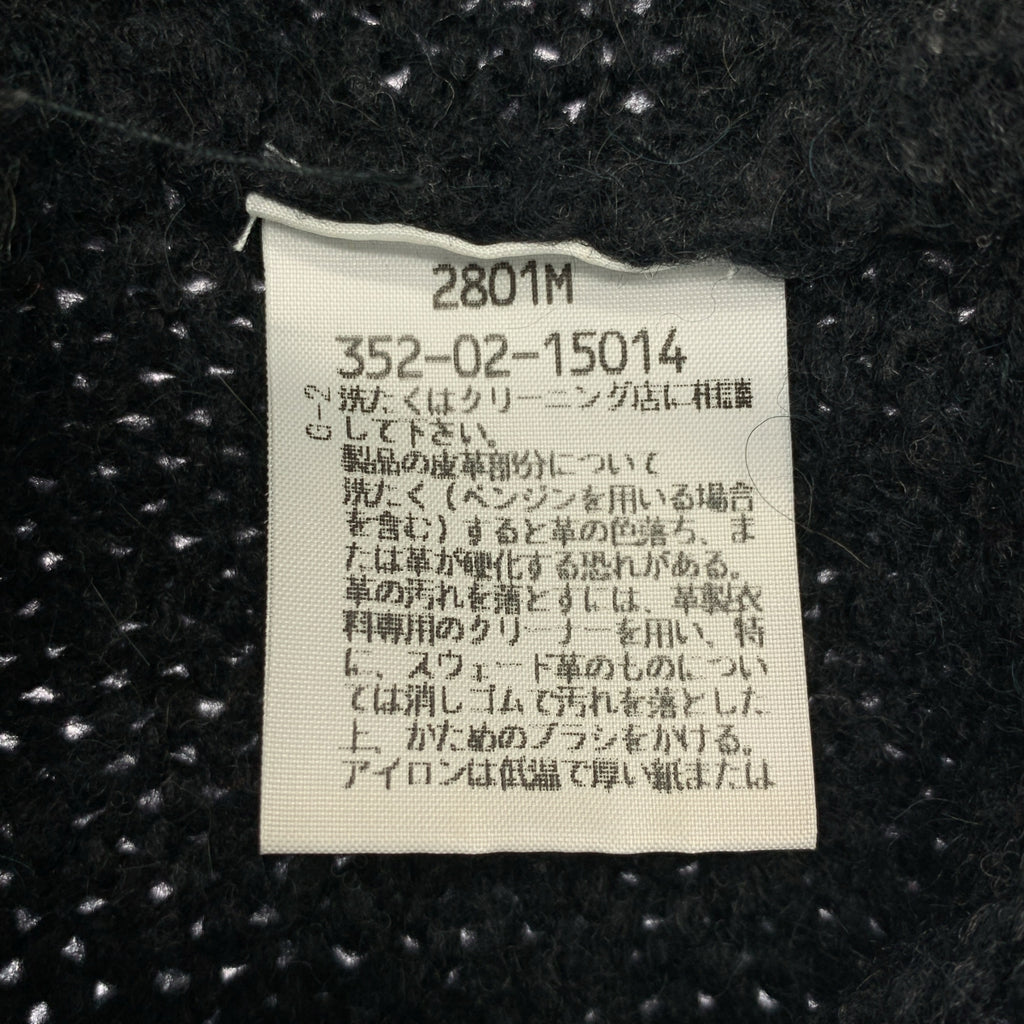 2801M
352-02-15014
G-2
洗たくはクリーニング店に相談
して下さい。
製品の皮革部分について
洗たく(ベンジンを用いる場合
を含む)すると革の色落ち、ま
たは革が硬化する恐れがある。
革の汚れを落とすには、革製衣
料専用のクリーナーを用い、特
に、スウェード革のものについ
ては消しゴムで汚れを落とした
上、かためのブラシをかける。
アイロンは低温で厚い紙または